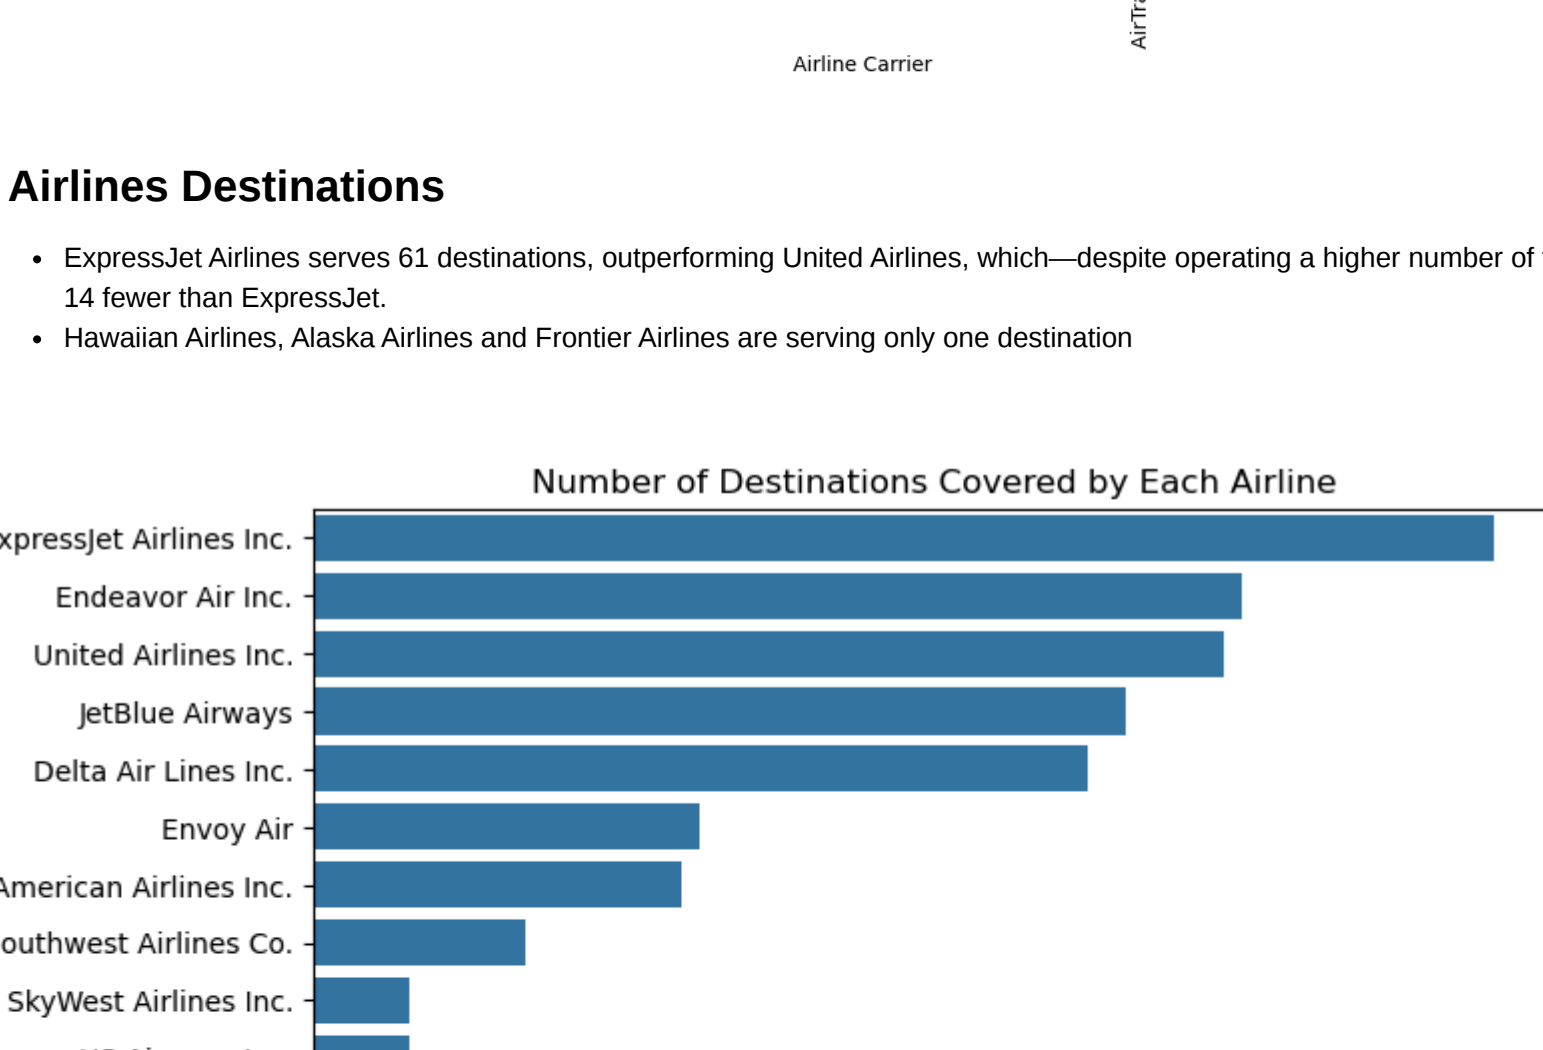 AirTra
Airline Carrier
Airlines Destinations
• ExpressJet Airlines serves 61 destinations, outperforming United Airlines, which—despite operating a higher number of
14 fewer than ExpressJet.
• Hawaiian Airlines, Alaska Airlines and Frontier Airlines are serving only one destination
Number of Destinations Covered by Each Airline
xpressJet Airlines Inc.
Endeavor Air Inc.
United Airlines Inc.
JetBlue Airways
Delta Air Lines Inc.
Envoy Air
American Airlines Inc.
outhwest Airlines Co.
SkyWest Airlines Inc.